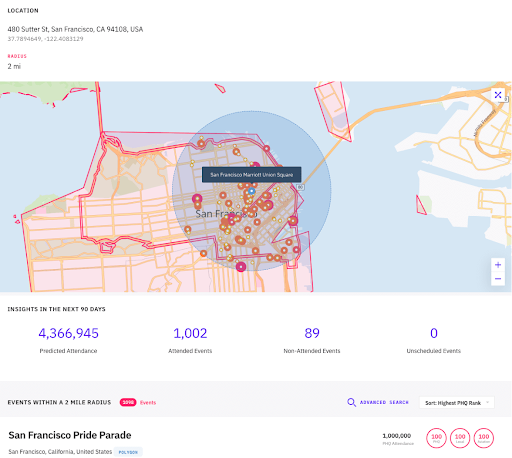 LOCATION
480 Sutter St, San Francisco, CA 94108, USA
37.7894649, -122.4083129
RADIUS
2 mi
San Francisco Marriott Union Square
80
San Francisco
+
−
INSIGHTS IN THE NEXT 90 DAYS
4,366,945
1,002
89
0
Predicted Attendance
Attended Events
Non-Attended Events
Unscheduled Events
EVENTS WITHIN A 2 MILE RADIUS
1098
Events
ADVANCED SEARCH
Sort: Highest PHQ Rank
San Francisco Pride Parade
San Francisco, California, United States
POLYGON
1,000,000
PHQ Attendance
100
PHQ
100
Local
100